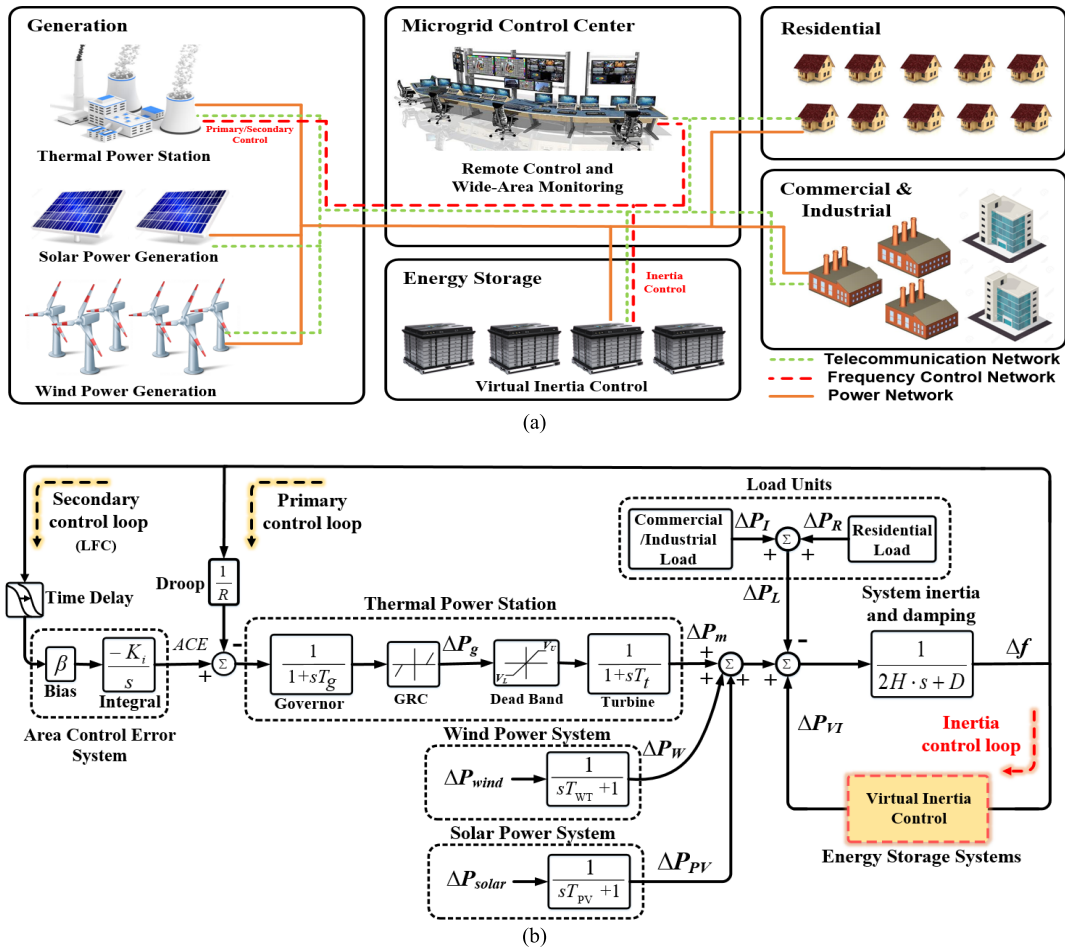 Generation
Thermal Power Station
Primary/Secondary
Control
Solar Power Generation
Wind Power Generation
Microgrid Control Center
Remote Control and
Wide-Area Monitoring
Energy Storage
Inertia
Control
Virtual Inertia Control
Residential
Commercial &
Industrial
Telecommunication Network
Frequency Control Network
Power Network
(a)
Secondary
control loop
(LFC)
Primary
control loop
Time Delay
Droop
1
R
β
Bias
− K_i
s
Integral
ACE
Area Control Error
System
+
−
Σ
Thermal Power Station
1
1+sT_g
Governor
GRC
ΔP_g
V_U
V_L
Dead Band
1
1+sT_t
Turbine
ΔP_m
Wind Power System
ΔP_wind
1
sT_WT +1
ΔP_W
Solar Power System
ΔP_solar
1
sT_PV +1
ΔP_PV
+
+
+
Σ
+
+
−
+
Σ
Load Units
Commercial
/Industrial
Load
ΔP_I
+
Σ
+
ΔP_R
Residential
Load
ΔP_L
System inertia
and damping
1
2H · s + D
Δf
ΔP_VI
Inertia
control loop
Virtual Inertia
Control
Energy Storage Systems
(b)